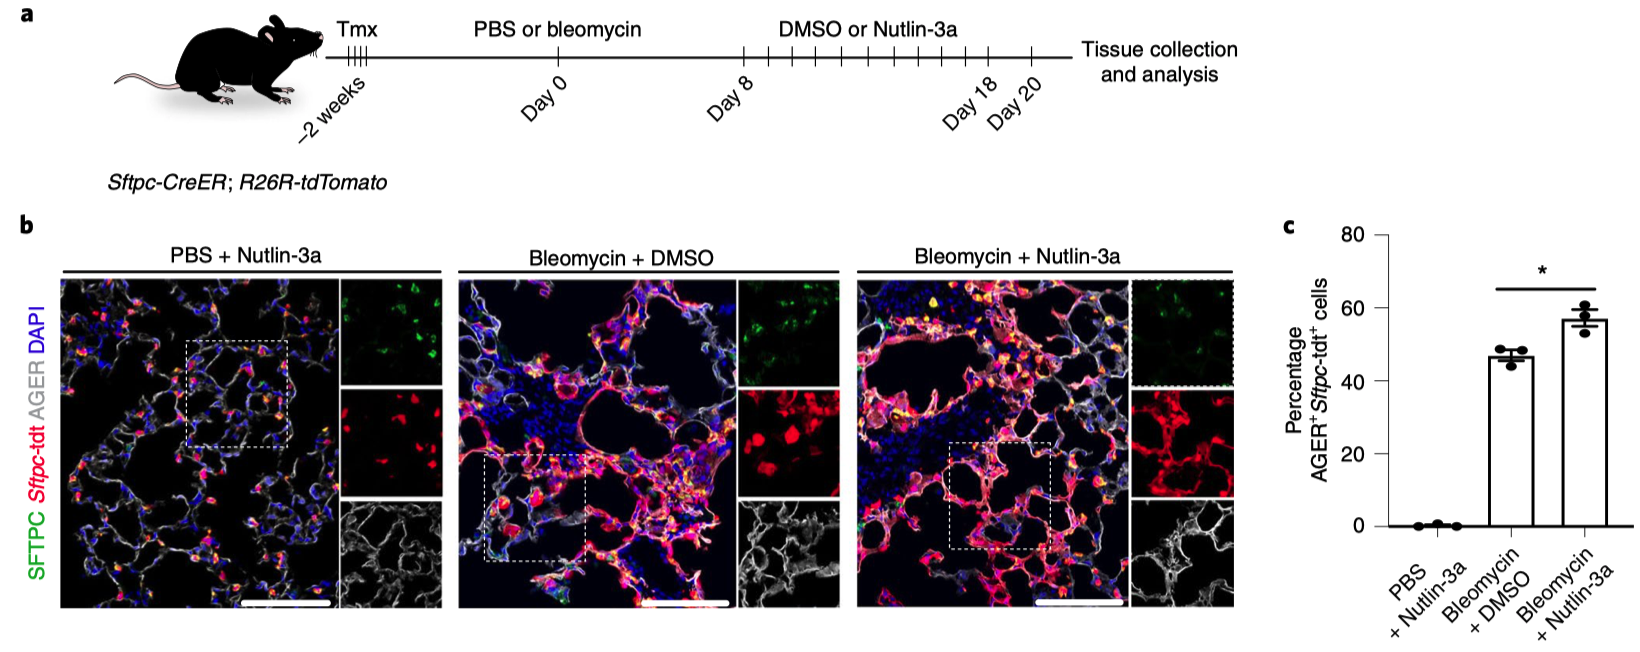 a
Tmx
PBS or bleomycin
DMSO or Nutlin-3a
Tissue collection
and analysis
–2 weeks
Day 0
Day 8
Day 18
Day 20
Sftpc-CreER; R26R-tdTomato
b
PBS + Nutlin-3a
Bleomycin + DMSO
Bleomycin + Nutlin-3a
SFTPC Sftpc-tdt AGER DAPI
c
Percentage
AGER+ Sftpc-tdt+ cells
80
60
40
20
0
*
PBS
+ Nutlin-3a
Bleomycin
+ DMSO
Bleomycin
+ Nutlin-3a